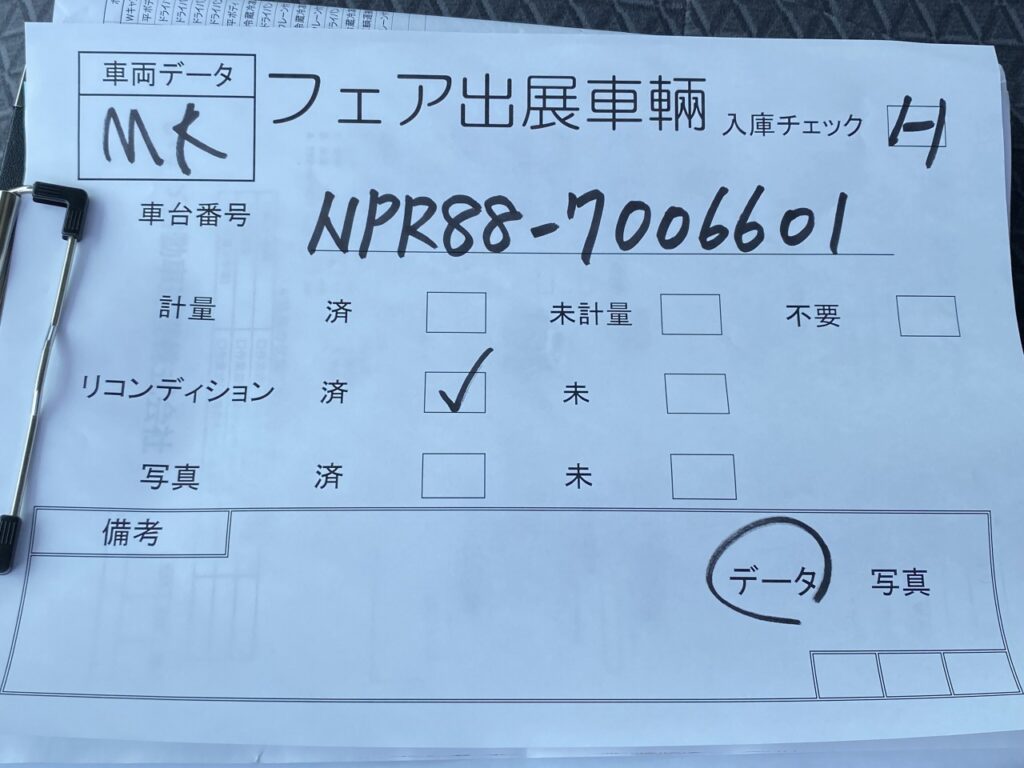 車両データ
MK
フェア出展車輛
入庫チェック H
車台番号 NPR88-7006601
計量 済 未計量 不要
リコンディション 済 ✓ 未
写真 済 未
備考
データ 写真